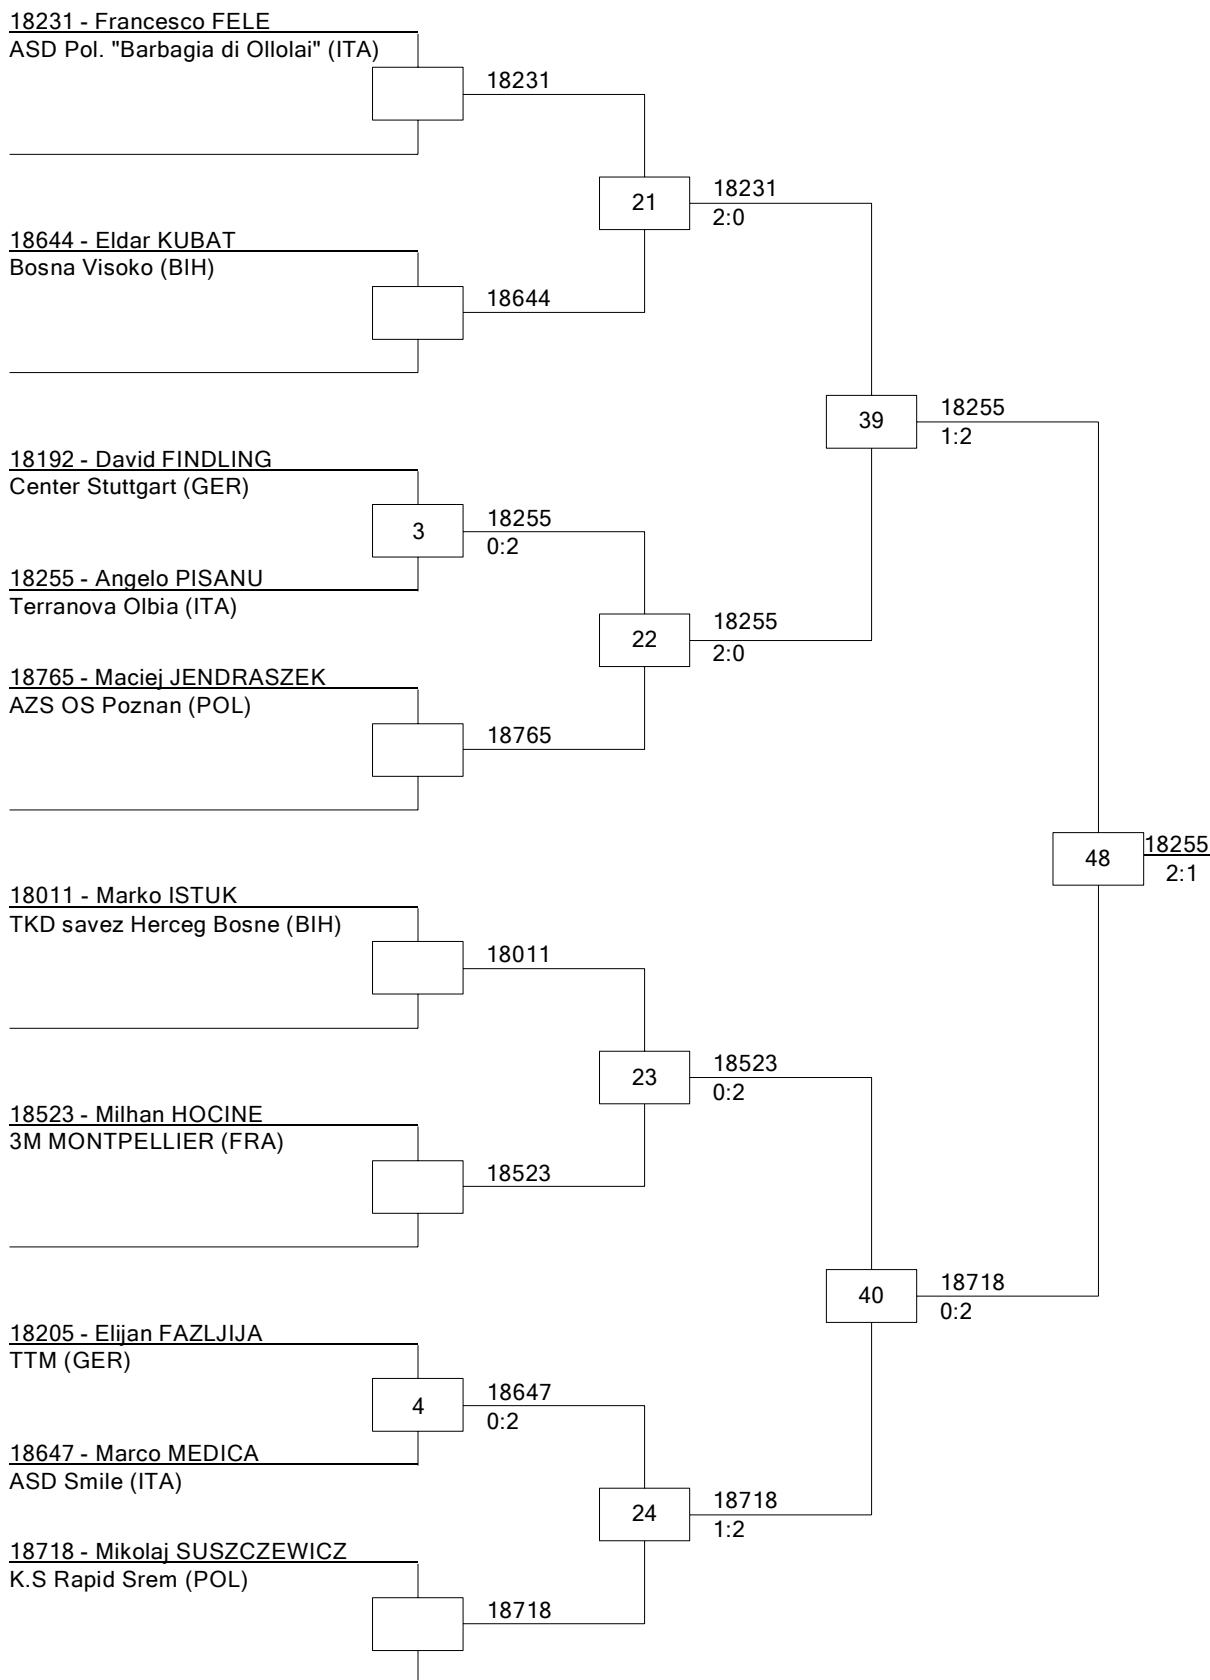 18231 - Francesco FELE
ASD Pol. "Barbagia di Ollolai" (ITA)
18231
21
18231
2:0
18644 - Eldar KUBAT
Bosna Visoko (BIH)
18644
39
18255
1:2
18192 - David FINDLING
Center Stuttgart (GER)
3
18255
0:2
18255 - Angelo PISANU
Terranova Olbia (ITA)
22
18255
2:0
18765 - Maciej JENDRASZEK
AZS OS Poznan (POL)
18765
48
18255
2:1
18011 - Marko ISTUK
TKD savez Herceg Bosne (BIH)
18011
23
18523
0:2
18523 - Milhan HOCINE
3M MONTPELLIER (FRA)
18523
40
18718
0:2
18205 - Elijan FAZLJIJA
TTM (GER)
4
18647
0:2
18647 - Marco MEDICA
ASD Smile (ITA)
24
18718
1:2
18718 - Mikolaj SUSZCZEWICZ
K.S Rapid Srem (POL)
18718